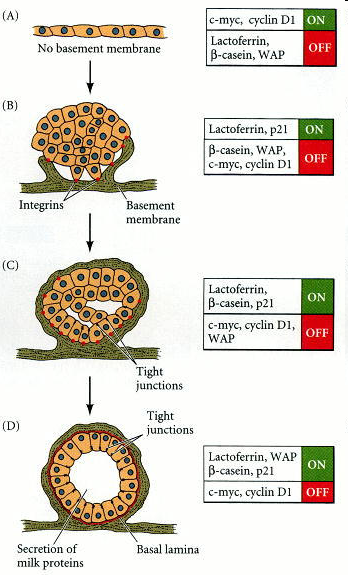 (A)
No basement membrane
c-myc, cyclin D1
ON
Lactoferrin,
β-casein, WAP
OFF
(B)
Integrins
Basement
membrane
Lactoferrin, p21
ON
β-casein, WAP,
c-myc, cyclin D1
OFF
(C)
Tight
junctions
Lactoferrin,
β-casein, p21
ON
c-myc, cyclin D1,
WAP
OFF
(D)
Tight
junctions
Secretion of
milk proteins
Basal lamina
Lactoferrin, WAP
β-casein, p21
ON
c-myc, cyclin D1
OFF